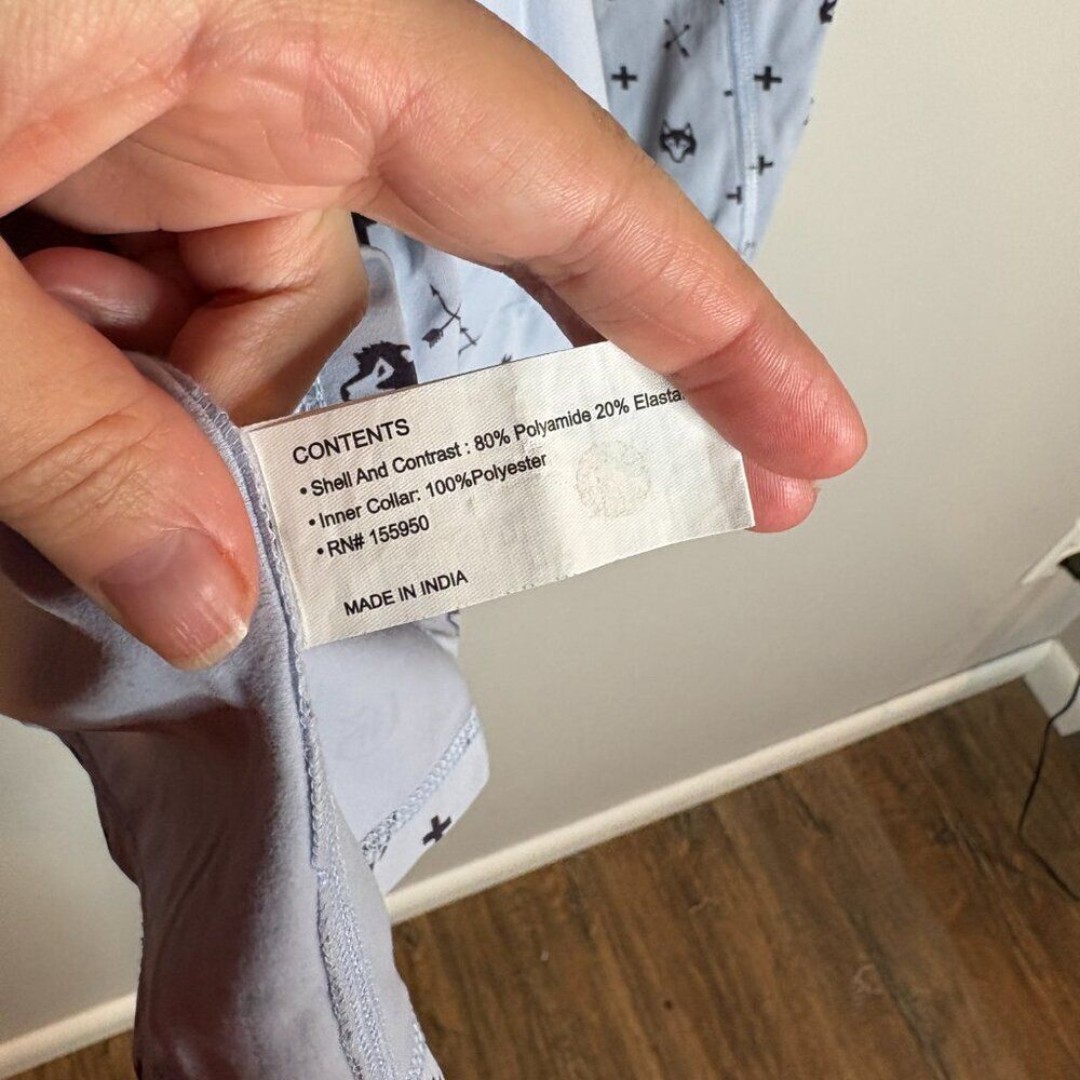 CONTENTS
• Shell And Contrast : 80% Polyamide 20% Elasta
• Inner Collar: 100%Polyester
• RN# 155950
MADE IN INDIA